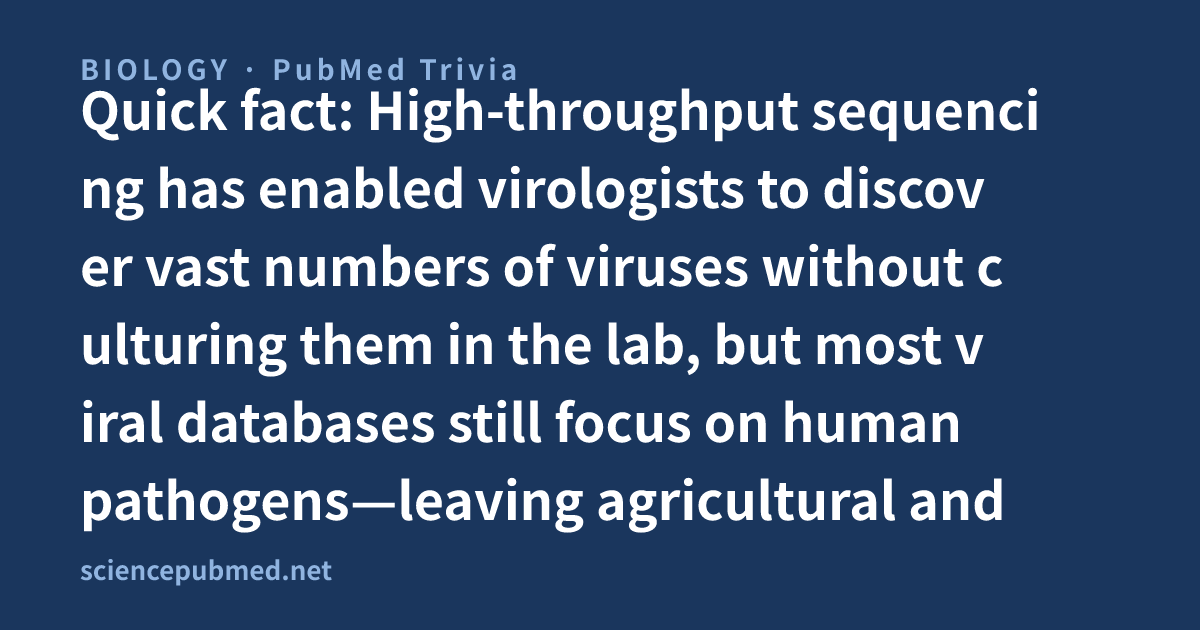 BIOLOGY · PubMed Trivia
Quick fact: High-throughput sequenci
ng has enabled virologists to discov
er vast numbers of viruses without c
ulturing them in the lab, but most v
iral databases still focus on human
pathogens—leaving agricultural and
sciencepubmed.net